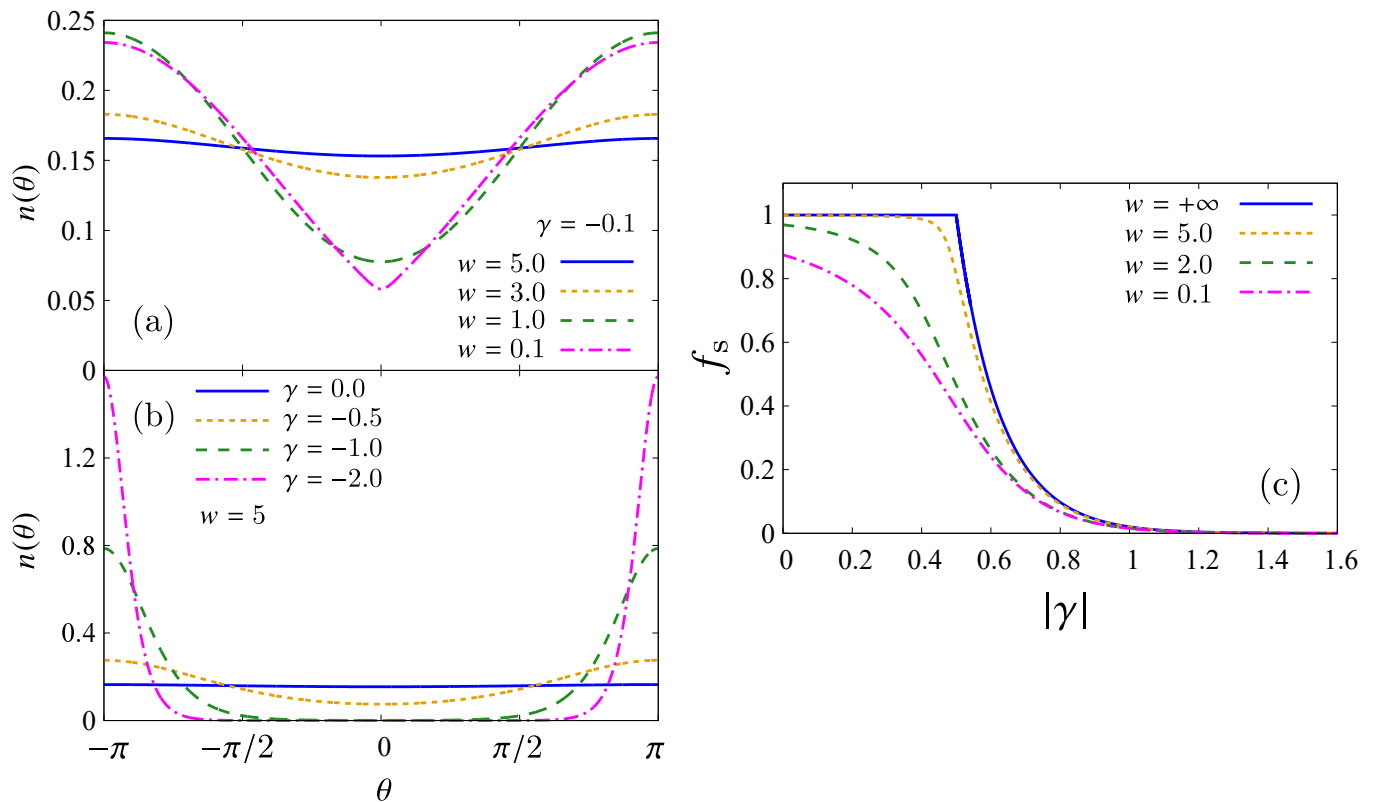 0.25
0.2
0.15
0.1
0.05
0
n(θ)
(a)
γ = −0.1
w = 5.0
w = 3.0
w = 1.0
w = 0.1
(b)
γ = 0.0
γ = −0.5
γ = −1.0
γ = −2.0
w = 5
1.2
0.8
0.4
0
n(θ)
−π −π/2 0 π/2 π
θ
w = +∞
w = 5.0
w = 2.0
w = 0.1
1
0.8
0.6
0.4
0.2
0
fs
(c)
0 0.2 0.4 0.6 0.8 1 1.2 1.4 1.6
|γ|